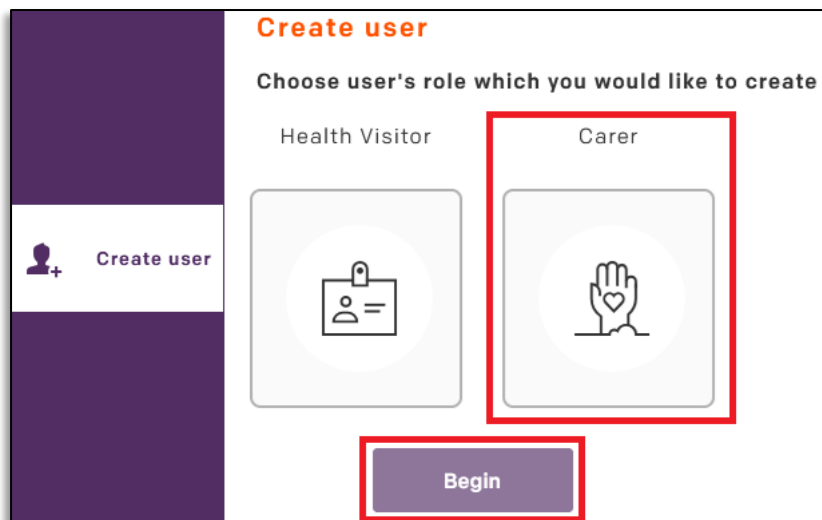 Create user
Choose user's role which you would like to create
Health Visitor
Carer
Create user
Begin